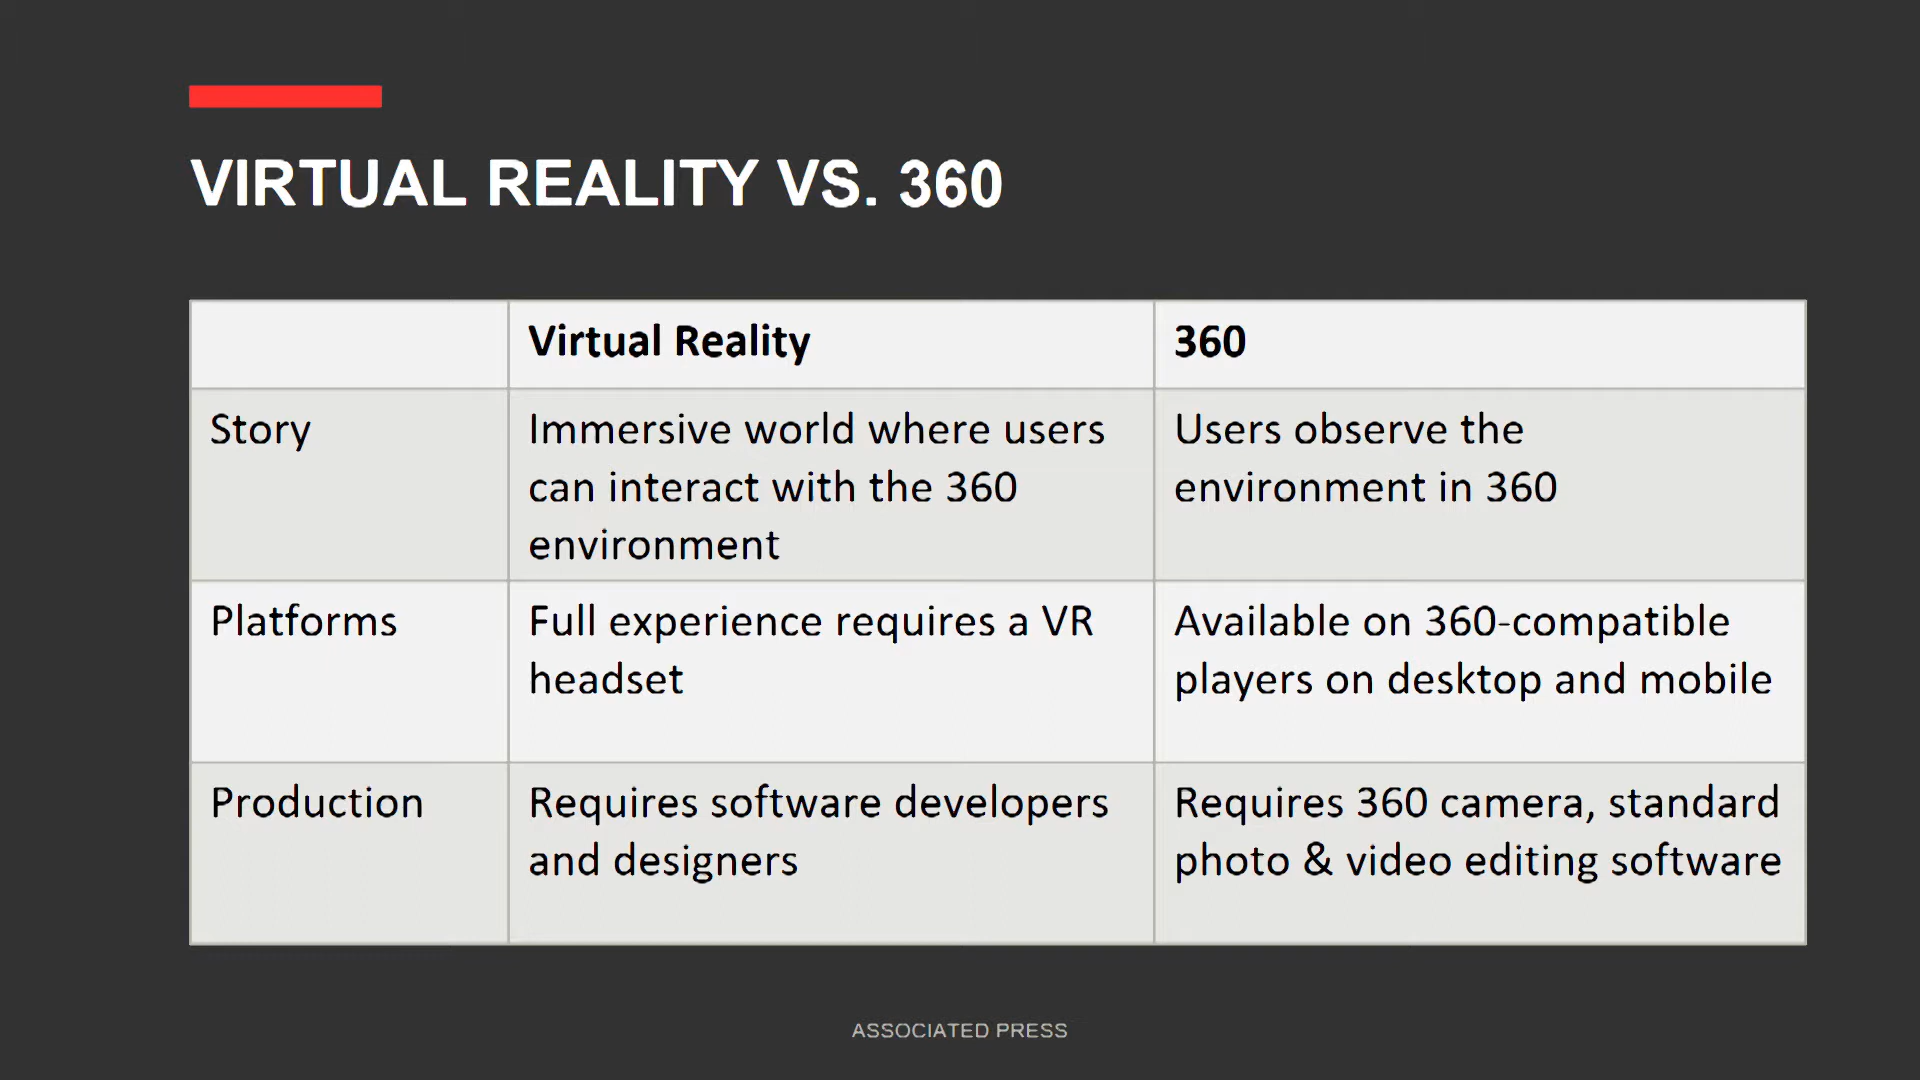 VIRTUAL REALITY VS. 360
Virtual Reality
360
Story
Immersive world where users
can interact with the 360
environment
Users observe the
environment in 360
Platforms
Full experience requires a VR
headset
Available on 360-compatible
players on desktop and mobile
Production
Requires software developers
and designers
Requires 360 camera, standard
photo & video editing software
ASSOCIATED PRESS